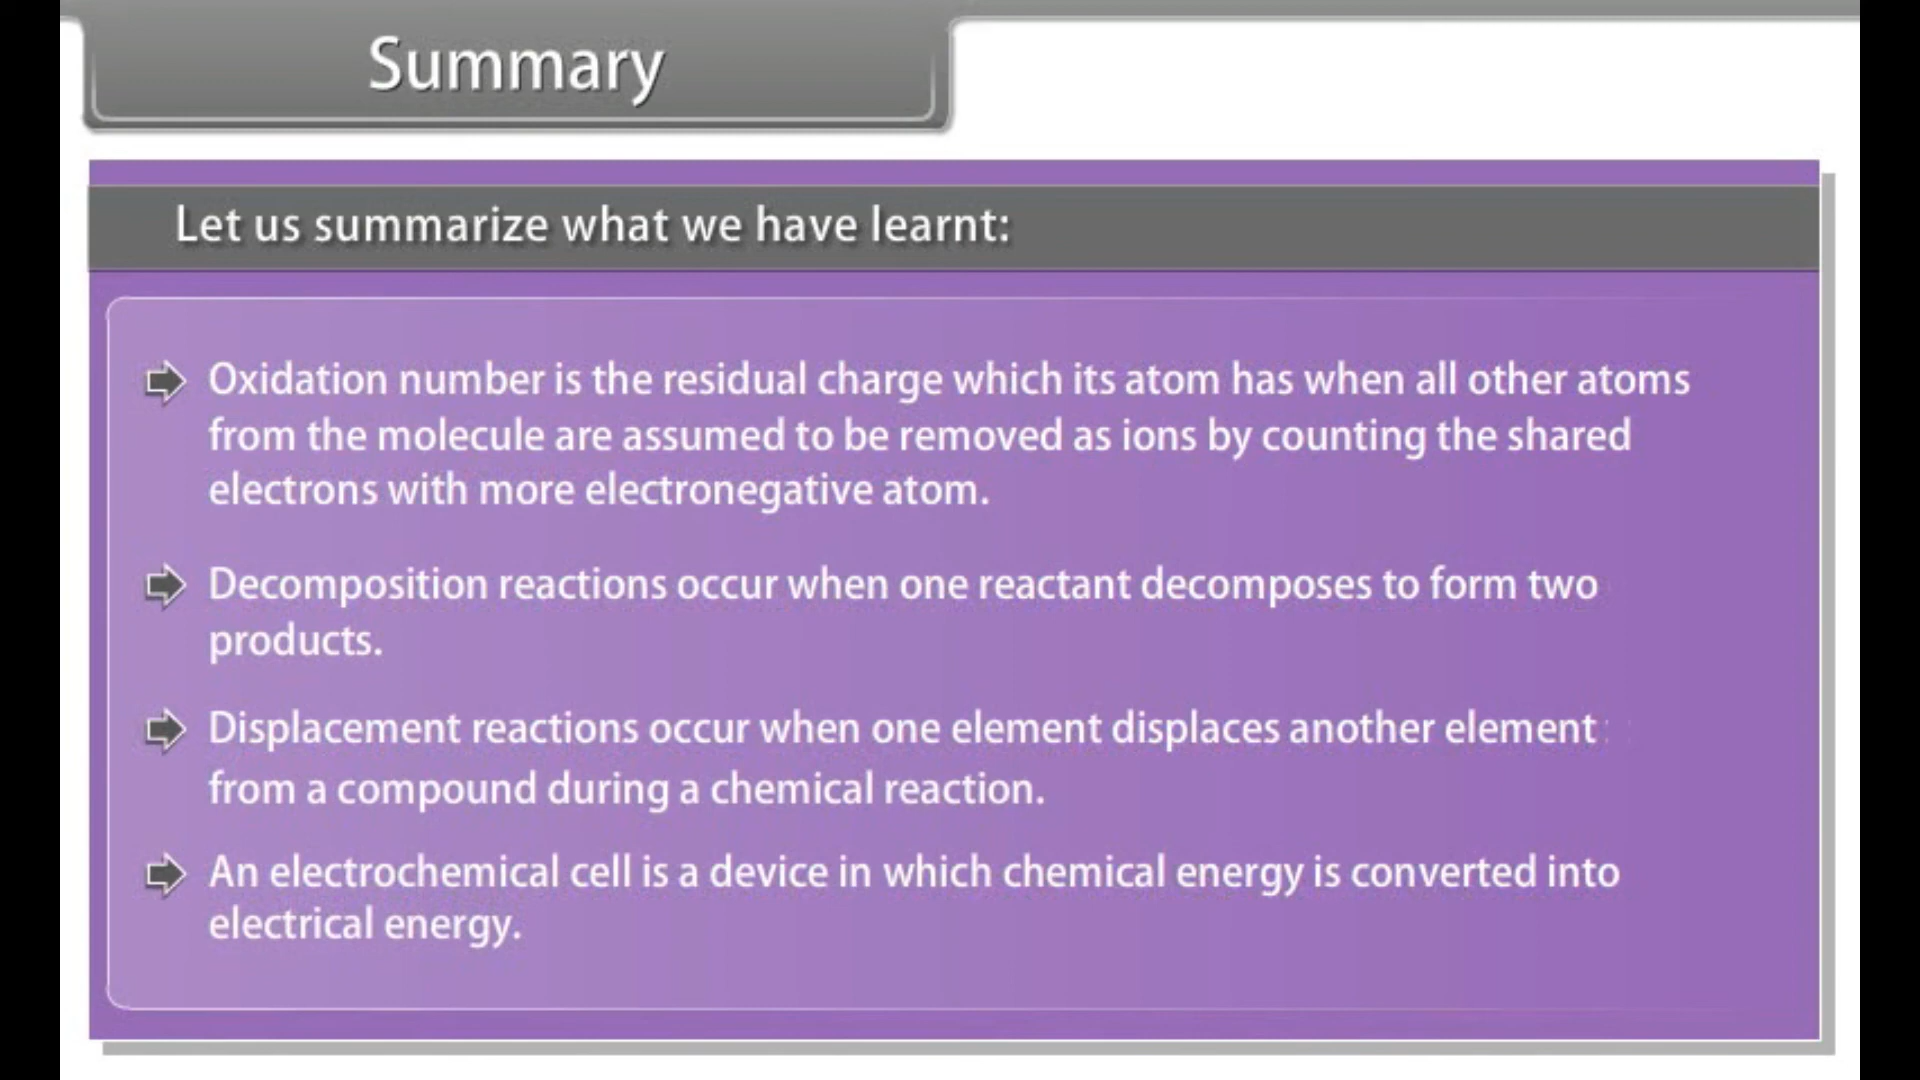 Summary
Let us summarize what we have learnt:
Oxidation number is the residual charge which its atom has when all other atoms
from the molecule are assumed to be removed as ions by counting the shared
electrons with more electronegative atom.
Decomposition reactions occur when one reactant decomposes to form two
products.
Displacement reactions occur when one element displaces another element
from a compound during a chemical reaction.
An electrochemical cell is a device in which chemical energy is converted into
electrical energy.